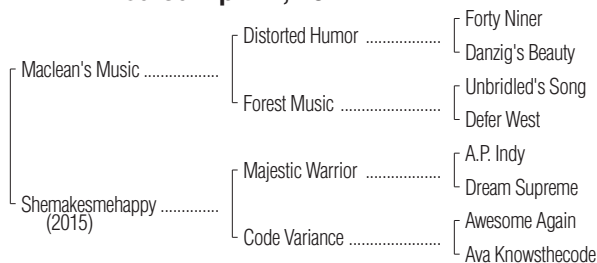 Distorted Humor ..................
Forty Niner
Danzig's Beauty
Maclean's Music .................
Forest Music ........................
Unbridled's Song
Defer West
Majestic Warrior ..................
A.P. Indy
Dream Supreme
Shemakesmehappy .............
(2015)
Code Variance ......................
Awesome Again
Ava Knowsthecode